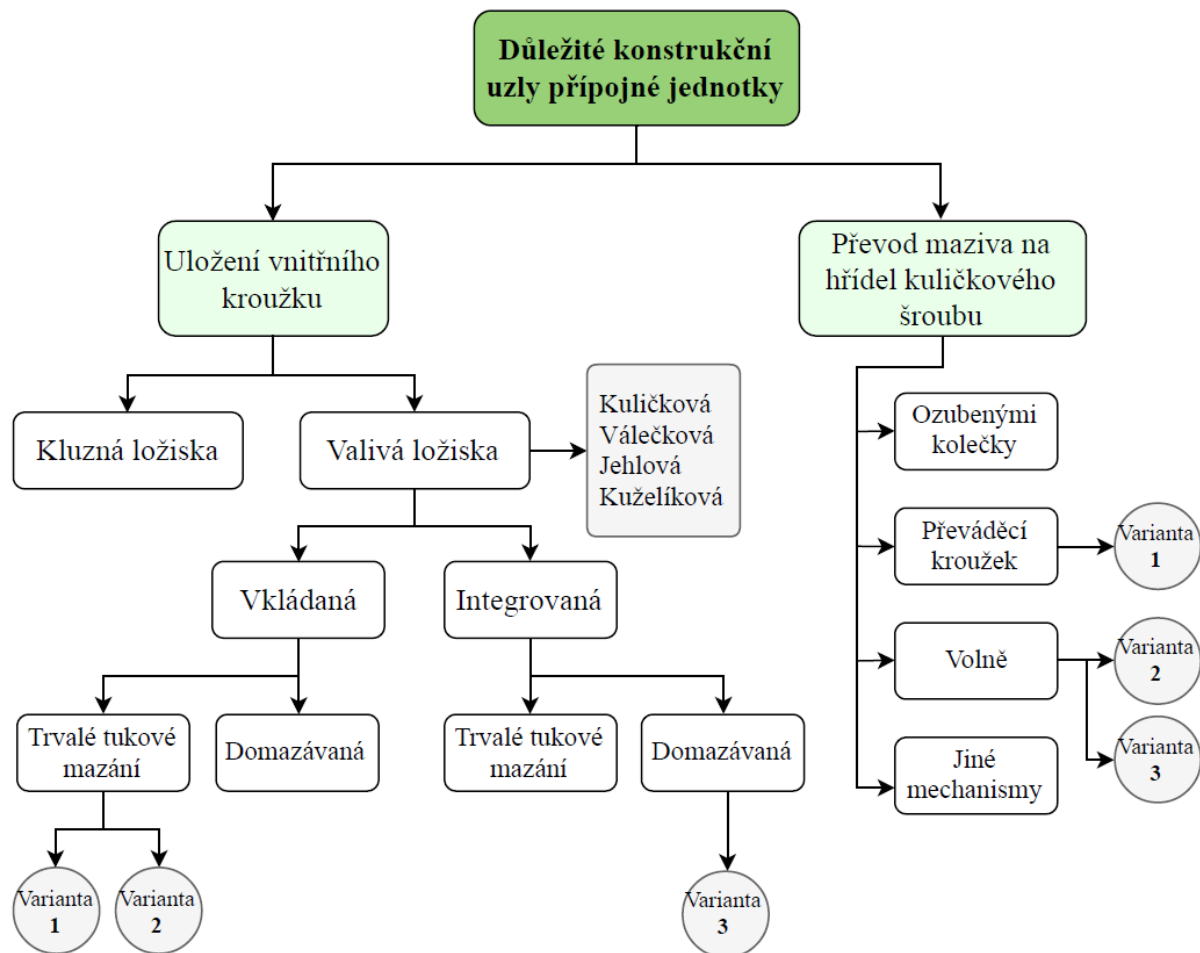 Důležité konstrukční
uzly přípojné jednotky
Uložení vnitřního
kroužku
Převod maziva na
hřídel kuličkového
šroubu
Kluzná ložiska
Valivá ložiska
Kuličková
Válečková
Jehlová
Kuželíková
Vkládaná
Integrovaná
Trvalé tukové
mazání
Domazávaná
Trvalé tukové
mazání
Domazávaná
Varianta
1
Varianta
2
Varianta
3
Ozubenými
kolečky
Převáděcí
kroužek
Varianta
1
Volně
Varianta
2
Varianta
3
Jiné
mechanismy